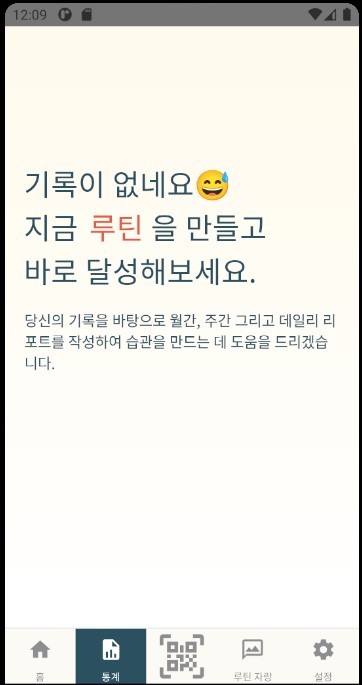 12:09
기록이 없네요😅
지금 루틴 을 만들고
바로 달성해보세요.
당신의 기록을 바탕으로 월간, 주간 그리고 데일리 리
포트를 작성하여 습관을 만드는 데 도움을 드리겠습
니다.
홈
통계
루틴 자랑
설정